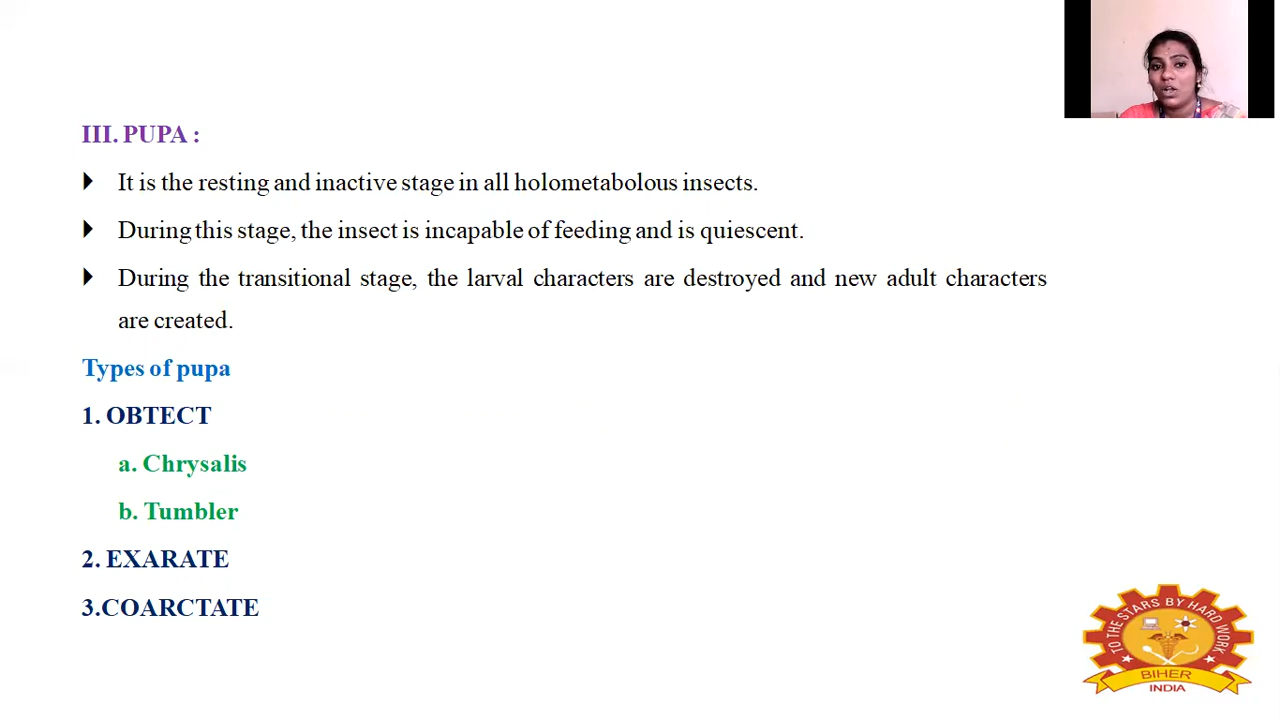 III. PUPA :
It is the resting and inactive stage in all holometabolous insects.
During this stage, the insect is incapable of feeding and is quiescent.
During the transitional stage, the larval characters are destroyed and new adult characters
are created.
Types of pupa
1. OBTECT
a. Chrysalis
b. Tumbler
2. EXARATE
3.COARCTATE
TO THE STARS BY HARD WORK
BIHER
INDIA